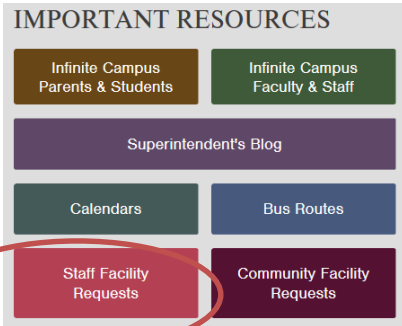 IMPORTANT RESOURCES
Infinite Campus
Parents & Students
Infinite Campus
Faculty & Staff
Superintendent's Blog
Calendars
Bus Routes
Staff Facility
Requests
Community Facility
Requests